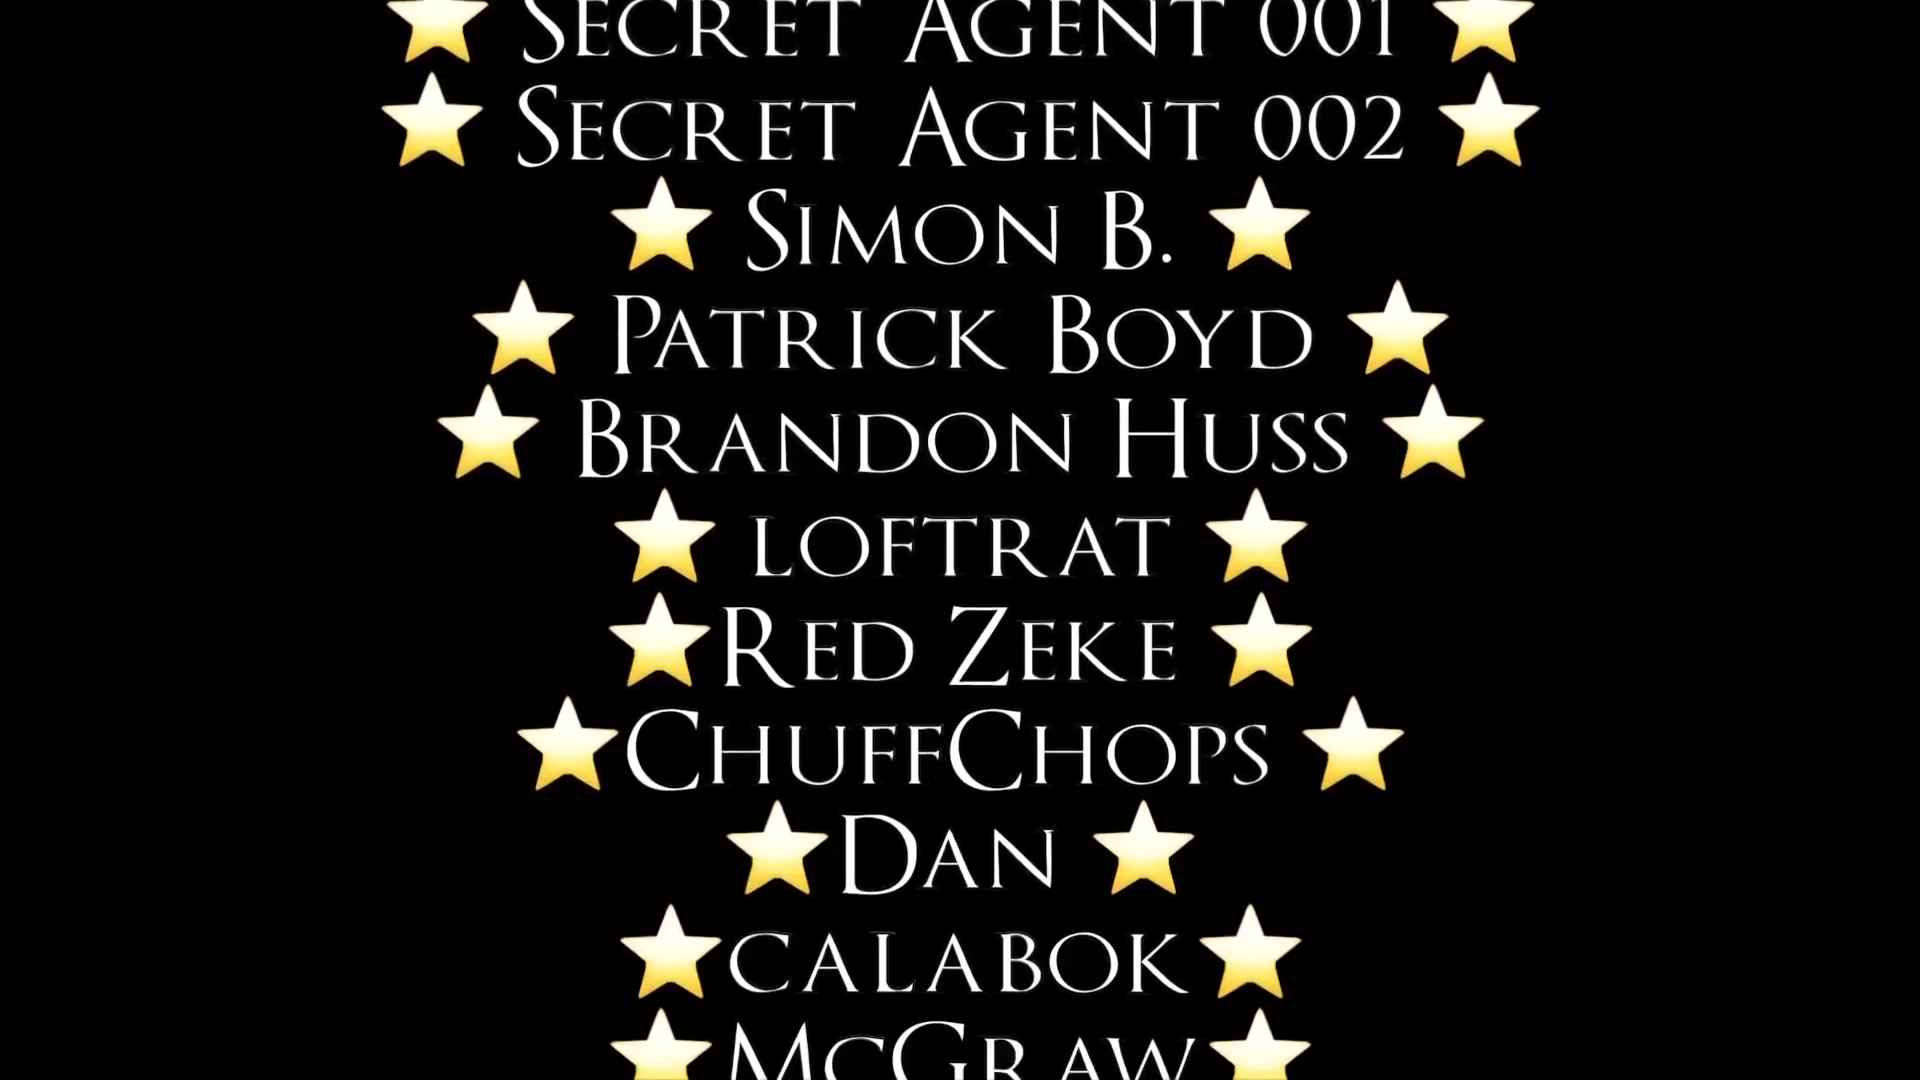 ⭐ Secret Agent 001 ⭐
⭐ Secret Agent 002 ⭐
⭐ Simon B. ⭐
⭐ Patrick Boyd ⭐
⭐ Brandon Huss ⭐
⭐ loftrat ⭐
⭐Red Zeke ⭐
⭐ChuffChops ⭐
⭐Dan ⭐
⭐calabok⭐
⭐McGraw⭐